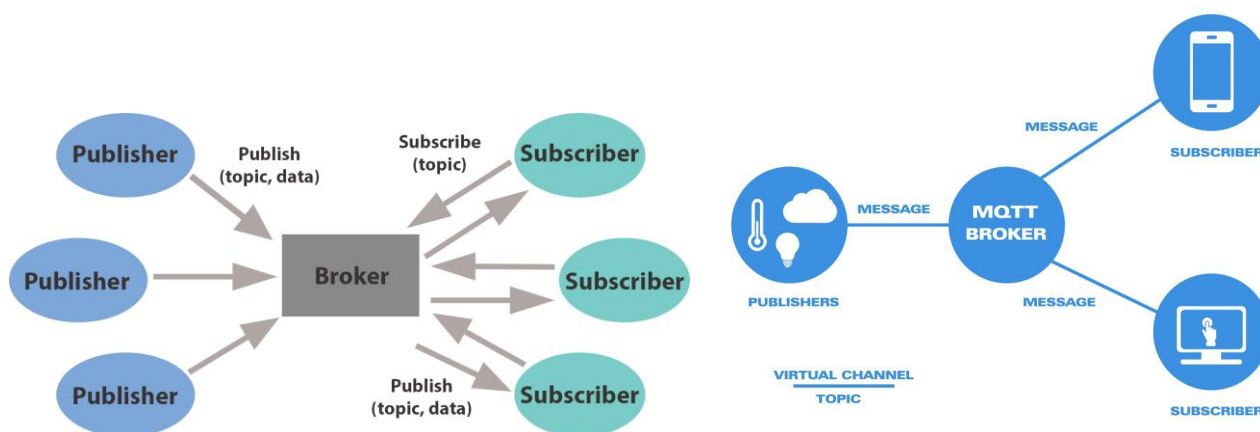 Publisher
Publish
(topic, data)
Subscribe
(topic)
Subscriber
Publisher
Broker
Subscriber
Publisher
Publish
(topic, data)
Subscriber
MESSAGE
SUBSCRIBER
MESSAGE
MQTT
BROKER
PUBLISHERS
MESSAGE
VIRTUAL CHANNEL
TOPIC
SUBSCRIBER